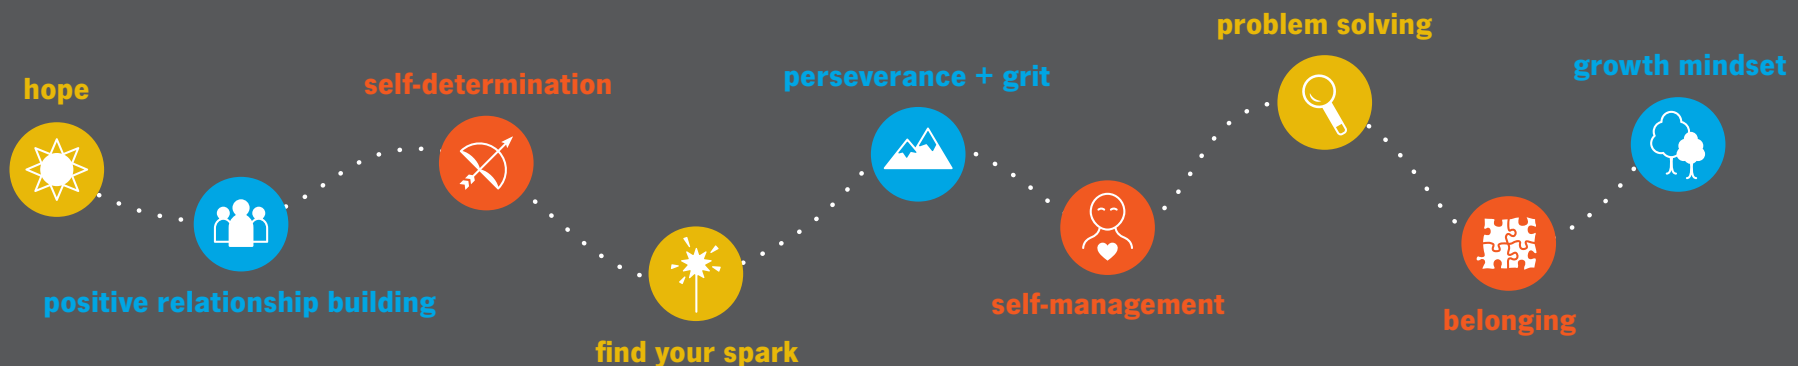 hope
positive relationship building
self-determination
find your spark
perseverance + grit
self-management
problem solving
belonging
growth mindset